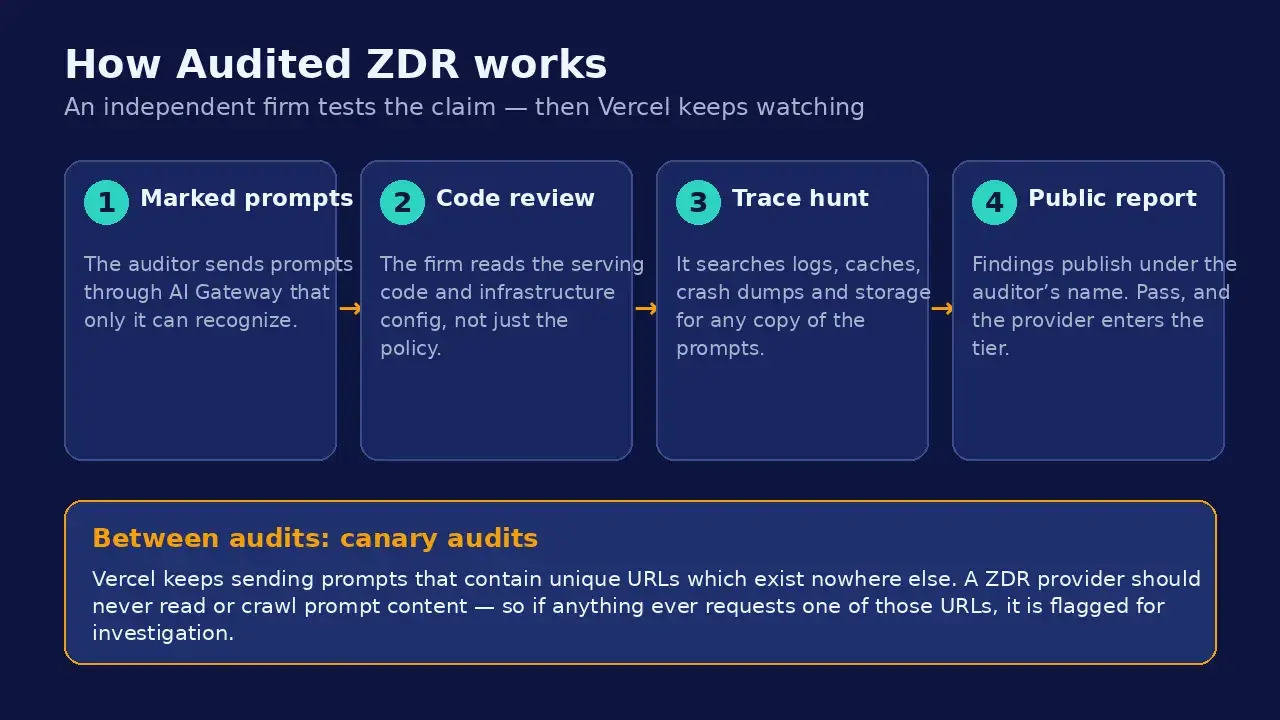 How Audited ZDR works
An independent firm tests the claim — then Vercel keeps watching
1 Marked prompts
The auditor sends prompts
through AI Gateway that
only it can recognize.
→
2 Code review
The firm reads the serving
code and infrastructure
config, not just the
policy.
→
3 Trace hunt
It searches logs, caches,
crash dumps and storage
for any copy of the
prompts.
→
4 Public report
Findings publish under the
auditor’s name. Pass, and
the provider enters the
tier.
Between audits: canary audits
Vercel keeps sending prompts that contain unique URLs which exist nowhere else. A ZDR provider should
never read or crawl prompt content — so if anything ever requests one of those URLs, it is flagged for
investigation.